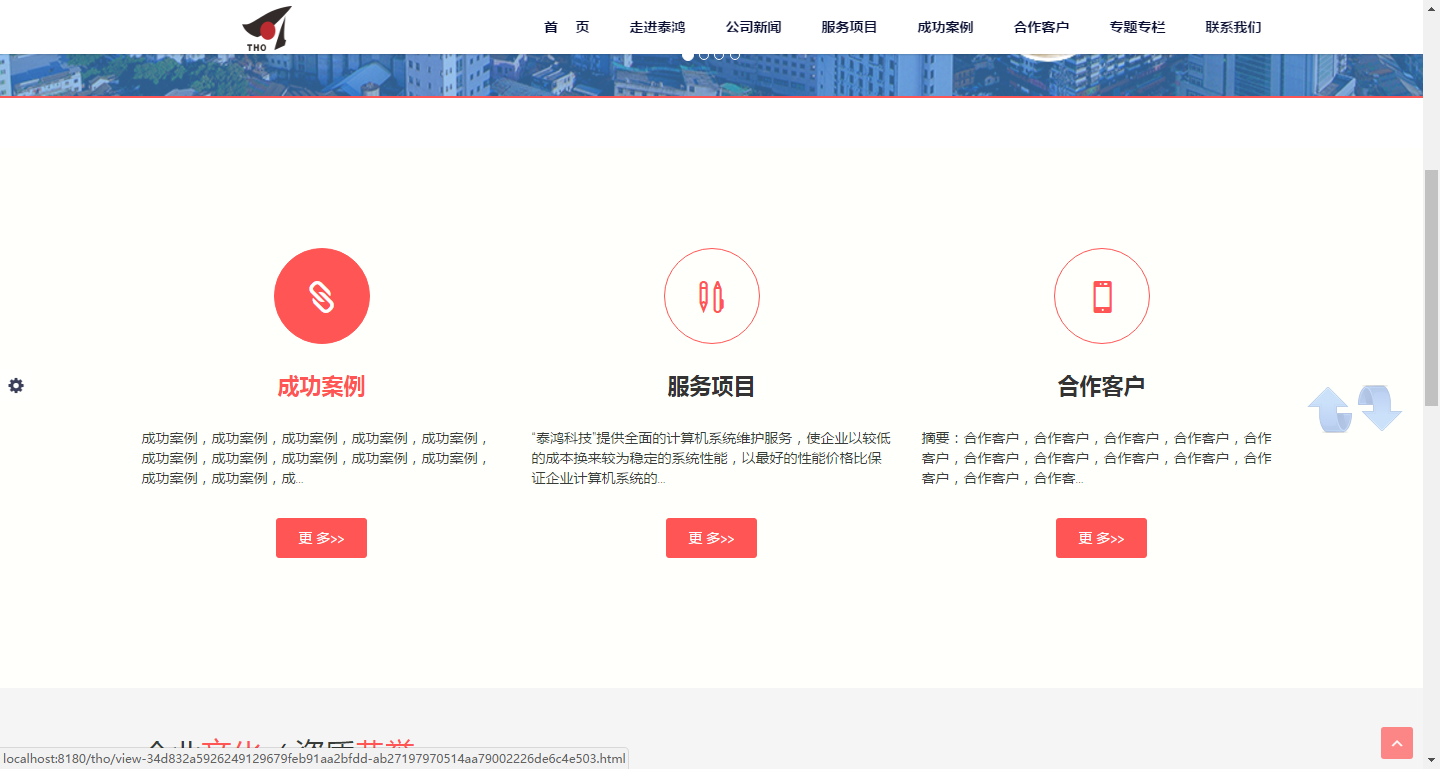 THO
首 页 走进泰鸿 公司新闻 服务项目 成功案例 合作客户 专题专栏 联系我们
成功案例
成功案例，成功案例，成功案例，成功案例，成功案例，
成功案例，成功案例，成功案例，成功案例，成功案例，
成功案例，成功案例，成...
更 多>>
服务项目
“泰鸿科技”提供全面的计算机系统维护服务，使企业以较低
的成本换来较为稳定的系统性能，以最好的性能价格比保
证企业计算机系统的...
更 多>>
合作客户
摘要：合作客户，合作客户，合作客户，合作客户，合作
客户，合作客户，合作客户，合作客户，合作客户，合作
客户，合作客户，合作客...
更 多>>
企业文化 / 资质荣誉
localhost:8180/tho/view-34d832a5926249129679feb91aa2bfdd-ab27197970514aa79002226de6c4e503.html